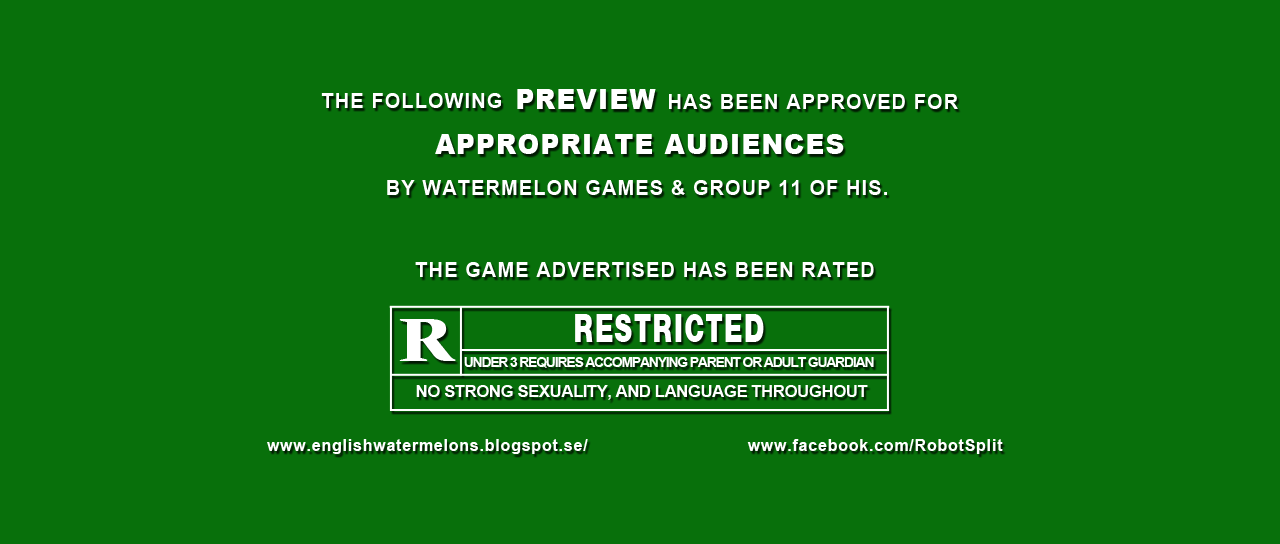 THE FOLLOWING PREVIEW HAS BEEN APPROVED FOR
APPROPRIATE AUDIENCES
BY WATERMELON GAMES & GROUP 11 OF HIS.
THE GAME ADVERTISED HAS BEEN RATED
R RESTRICTED
UNDER 3 REQUIRES ACCOMPANYING PARENT OR ADULT GUARDIAN
NO STRONG SEXUALITY, AND LANGUAGE THROUGHOUT
www.englishwatermelons.blogspot.se/ www.facebook.com/RobotSplit